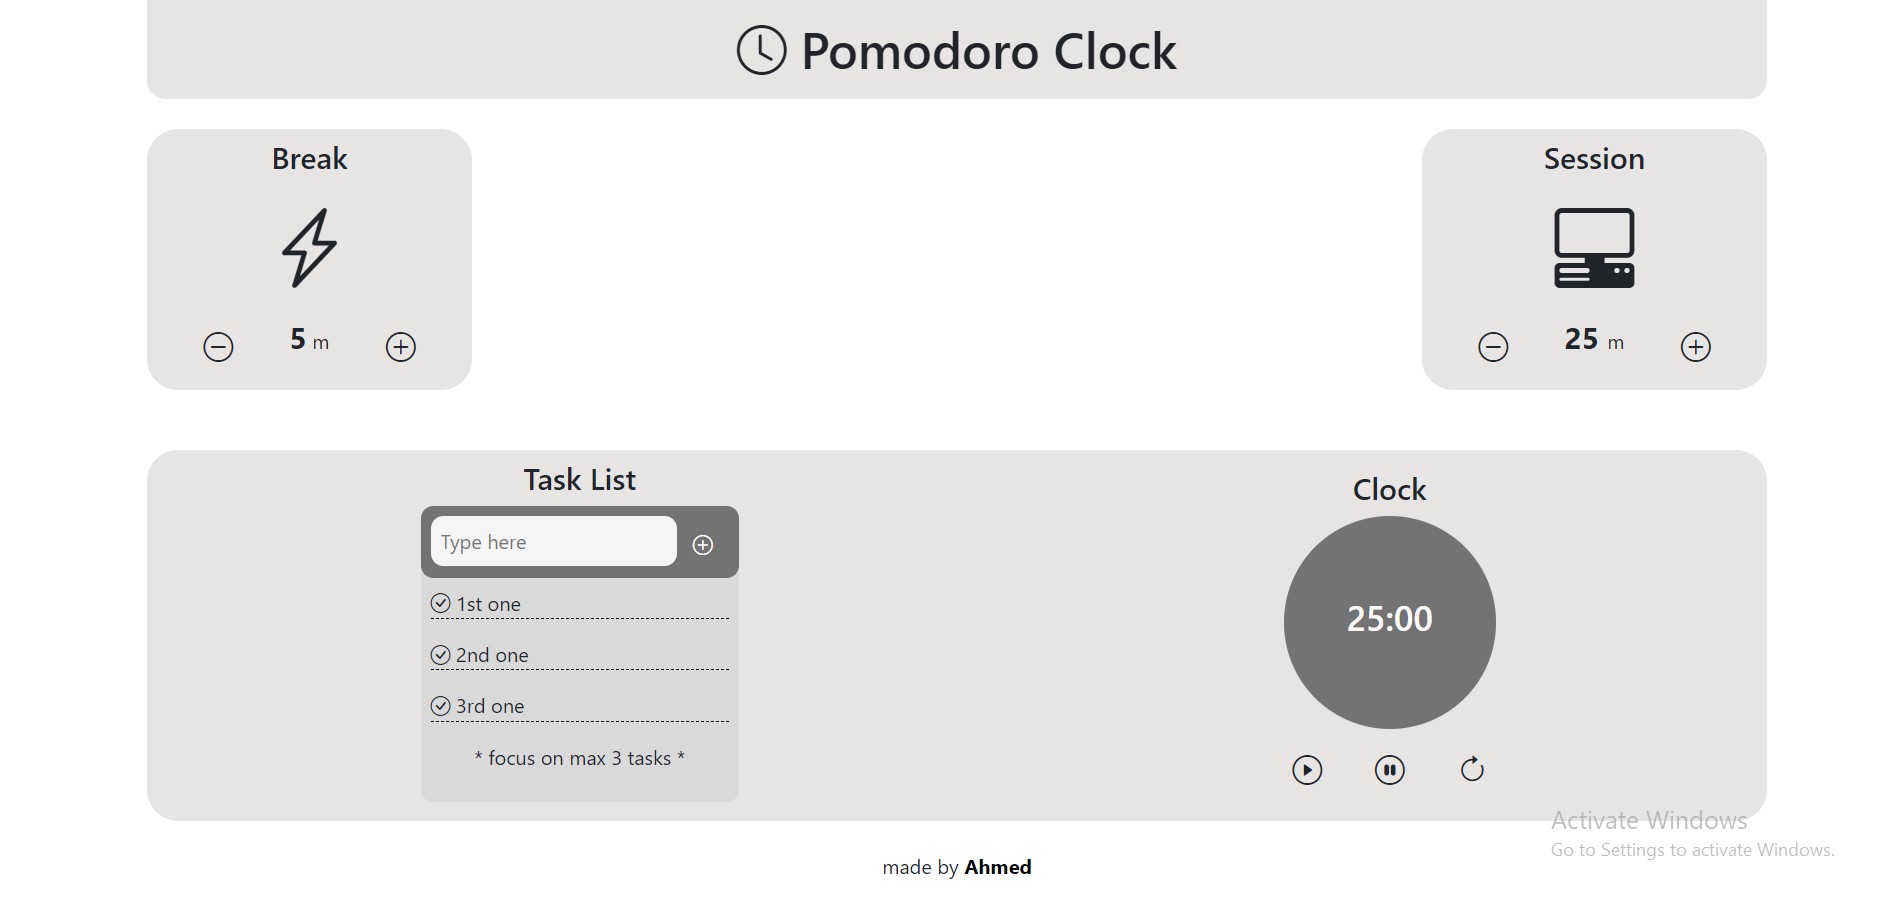 Pomodoro Clock
Break
5 m
Session
25 m
Task List
Type here
1st one
2nd one
3rd one
* focus on max 3 tasks *
Clock
25:00
Activate Windows
Go to Settings to activate Windows.
made by Ahmed